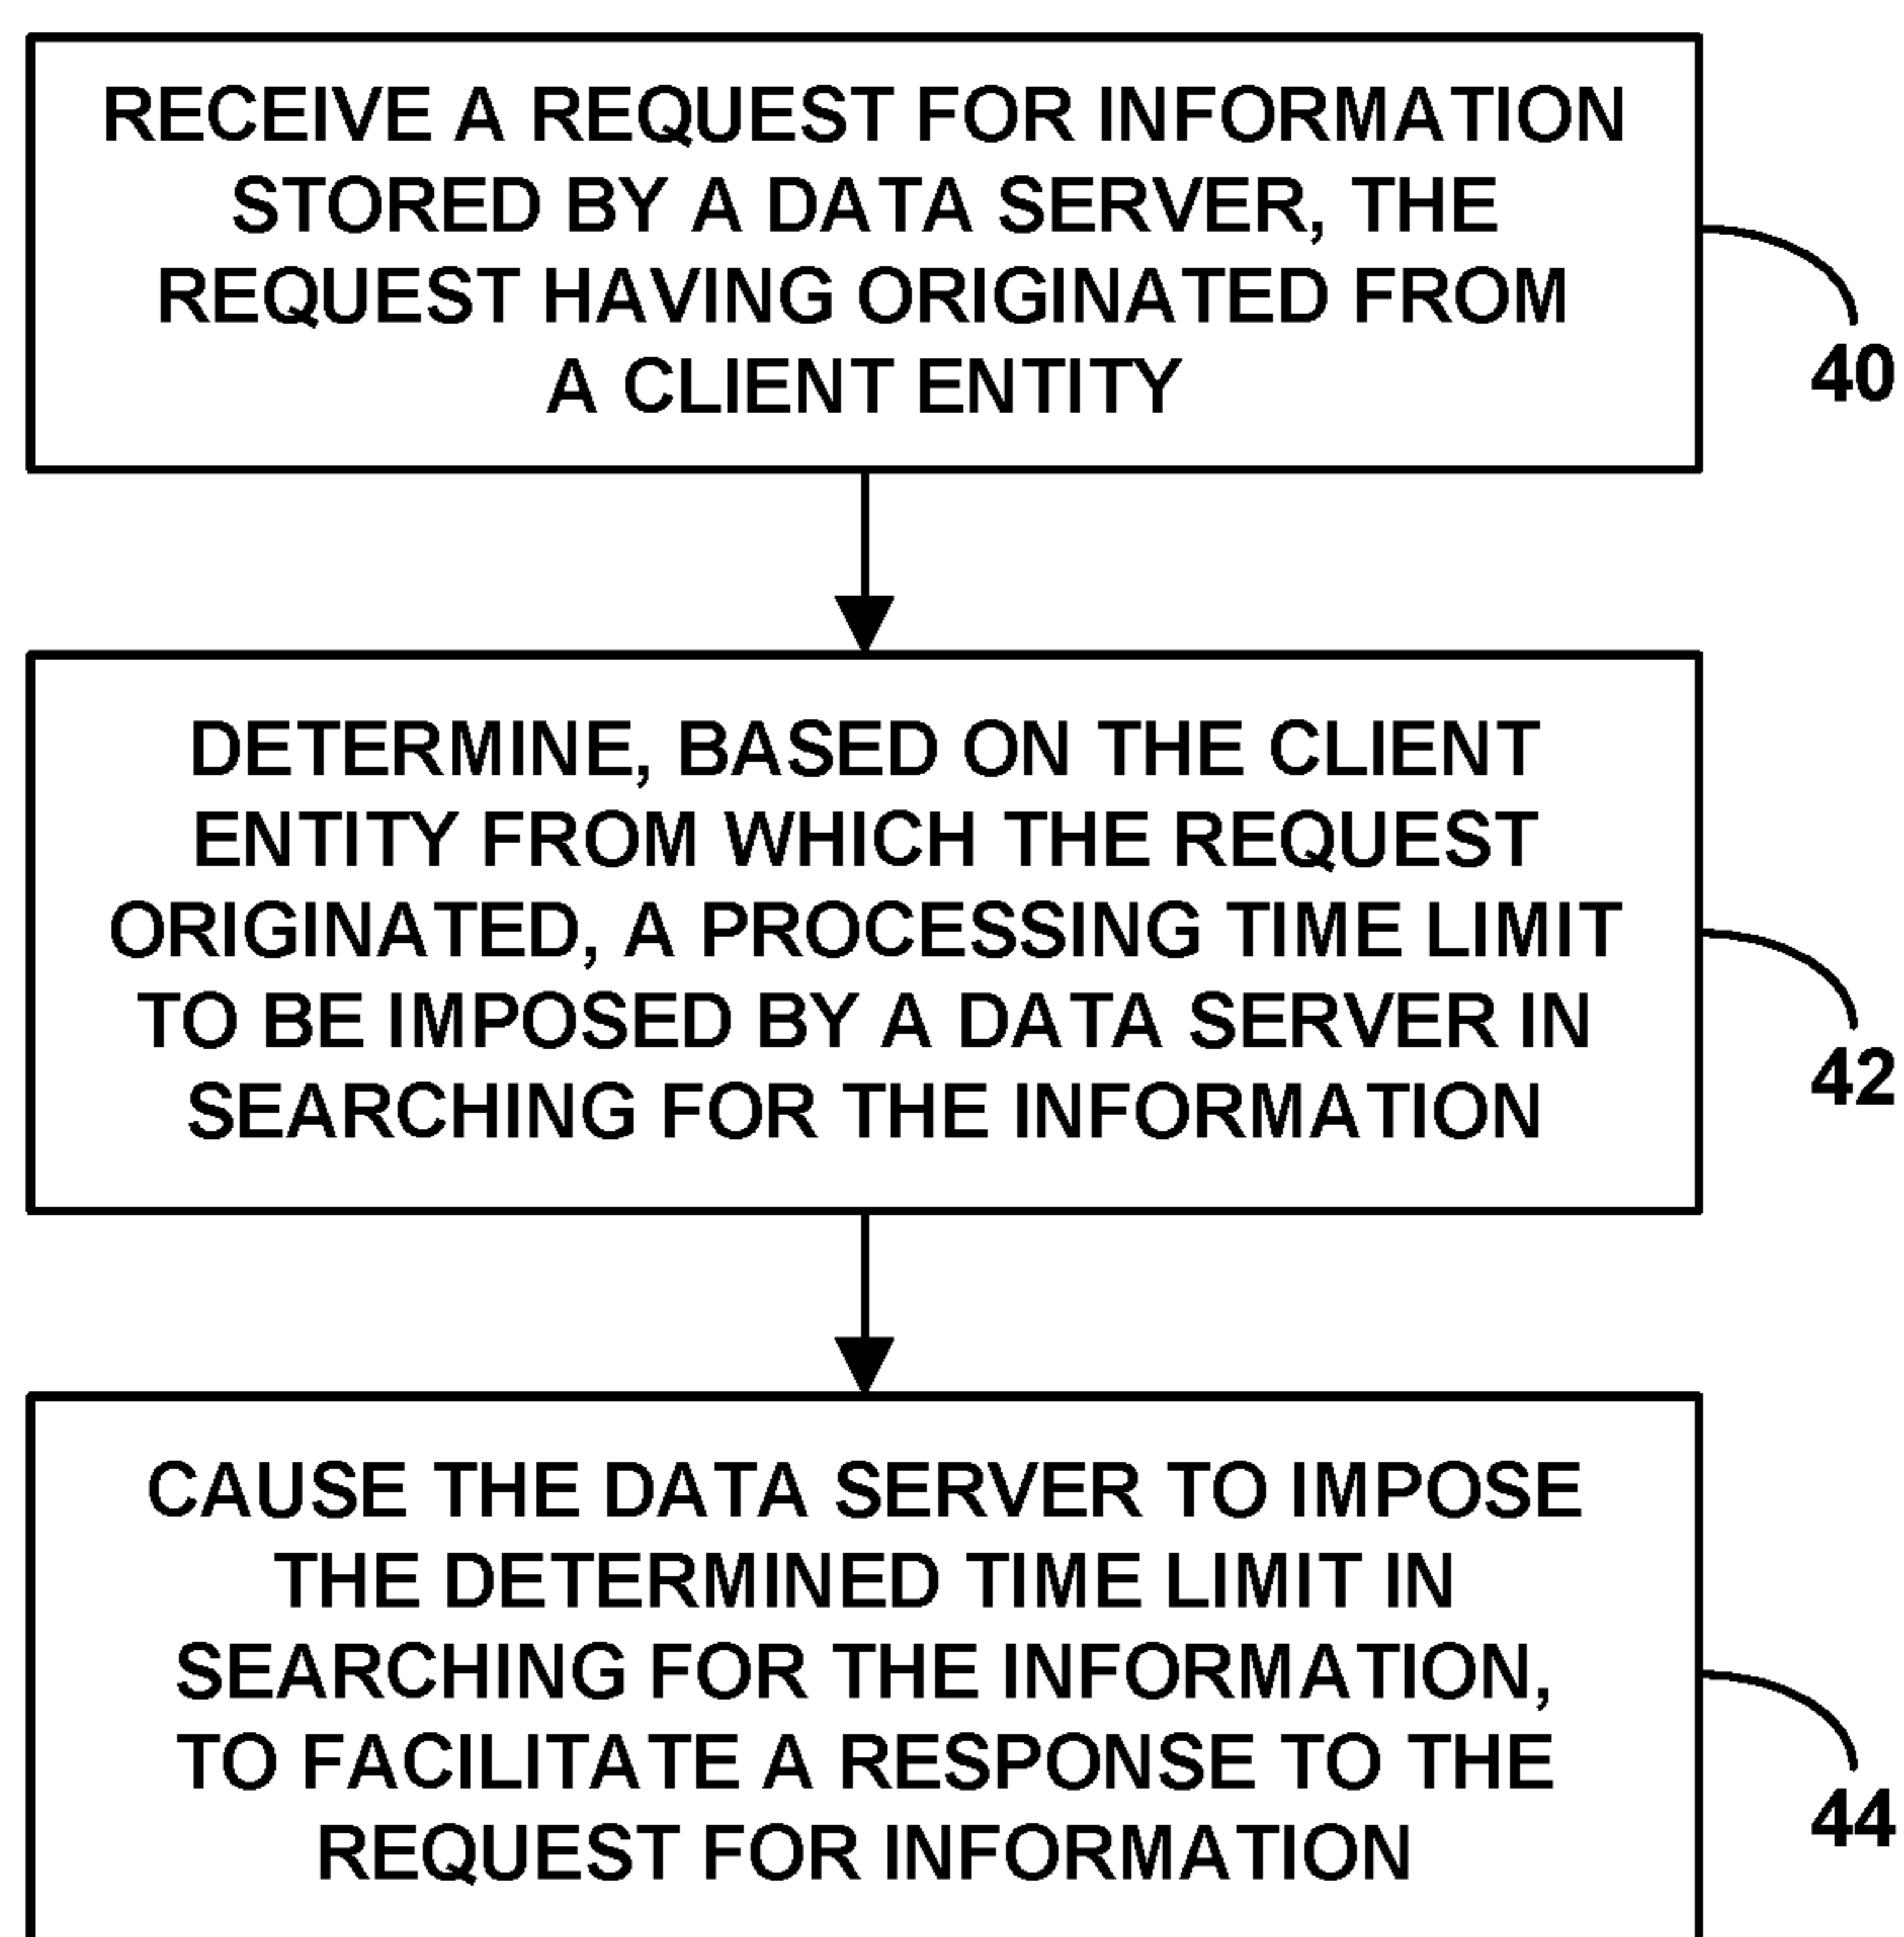 RECEIVE A REQUEST FOR INFORMATION
STORED BY A DATA SERVER, THE
REQUEST HAVING ORIGINATED FROM
A CLIENT ENTITY
40
DETERMINE, BASED ON THE CLIENT
ENTITY FROM WHICH THE REQUEST
ORIGINATED, A PROCESSING TIME LIMIT
TO BE IMPOSED BY A DATA SERVER IN
SEARCHING FOR THE INFORMATION
42
CAUSE THE DATA SERVER TO IMPOSE
THE DETERMINED TIME LIMIT IN
SEARCHING FOR THE INFORMATION,
TO FACILITATE A RESPONSE TO THE
REQUEST FOR INFORMATION
44